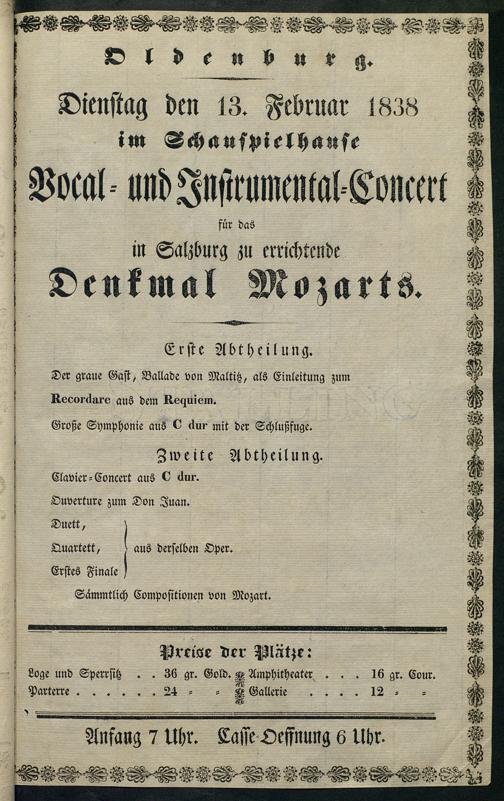 Oldenburg.
Dienstag den 13. Februar 1838
im Schauspielhause
Vocal- und Instrumental-Concert
für das
in Salzburg zu errichtende
Denkmal Mozarts.
Erste Abtheilung.
Der graue Gast, Ballade von Maltitz, als Einleitung zum
Recordare aus dem Requiem.
Große Symphonie aus C dur mit der Schlußfuge.
Zweite Abtheilung.
Clavier-Concert aus C dur.
Ouverture zum Don Juan.
Duett,
Quartett, } aus derselben Oper.
Erstes Finale
Sämmtlich Compositionen von Mozart.
Preise der Plätze:
Loge und Sperrsitz . . 36 gr. Gold. Amphitheater . . . 16 gr. Cour.
Parterre . . . . . . 24 - - Gallerie . . . . 12 - -
Anfang 7 Uhr. Casse-Oeffnung 6 Uhr.